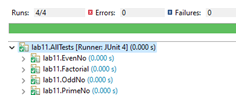 Runs: 4/4 Errors: 0 Failures: 0
lab11.AllTests [Runner: JUnit 4] (0.000 s)
lab11.EvenNo (0.000 s)
lab11.Factorial (0.000 s)
lab11.OddNo (0.000 s)
lab11.PrimeNo (0.000 s)